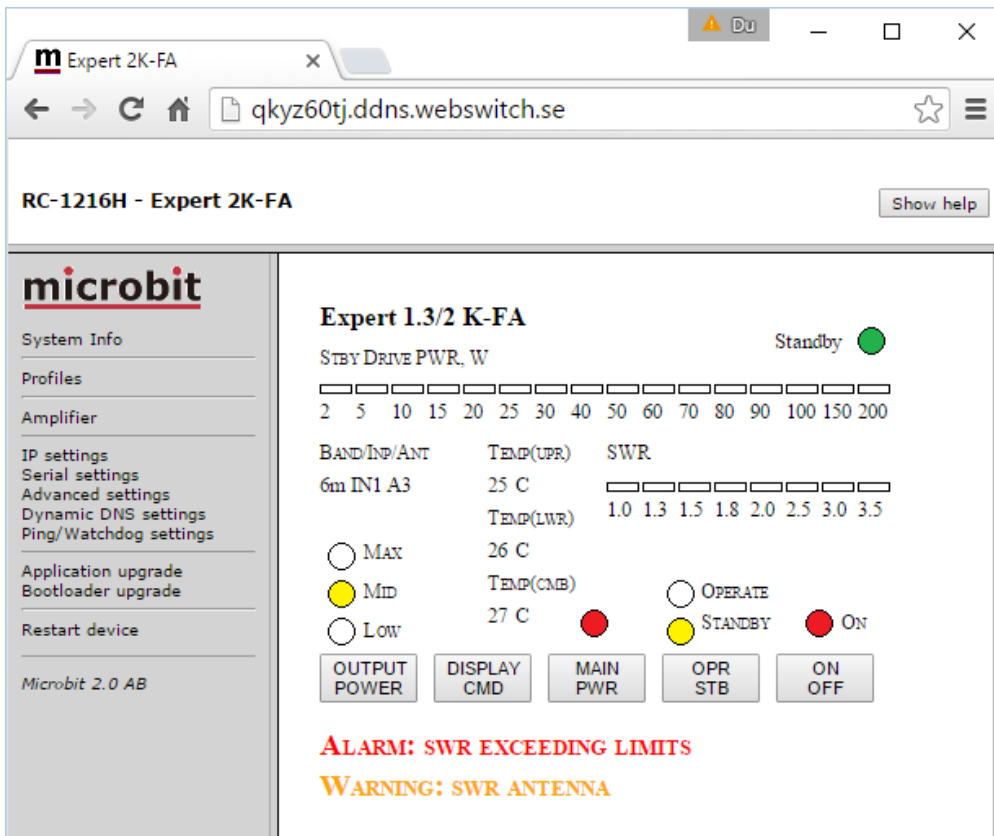 Du
m Expert 2K-FA
qkyz60tj.ddns.webswitch.se
RC-1216H - Expert 2K-FA
Show help
microbit
System Info
Profiles
Amplifier
IP settings
Serial settings
Advanced settings
Dynamic DNS settings
Ping/Watchdog settings
Application upgrade
Bootloader upgrade
Restart device
Microbit 2.0 AB
Expert 1.3/2 K-FA
Standby
STBY DRIVE PWR, W
2 5 10 15 20 25 30 40 50 60 70 80 90 100 150 200
BAND/INP/ANT
6m IN1 A3
TEMP(UPR)
25 C
TEMP(LWR)
26 C
TEMP(CMB)
27 C
SWR
1.0 1.3 1.5 1.8 2.0 2.5 3.0 3.5
MAX
MID
LOW
OPERATE
STANDBY
ON
OUTPUT POWER
DISPLAY CMD
MAIN PWR
OPR STB
ON OFF
ALARM: SWR EXCEEDING LIMITS
WARNING: SWR ANTENNA